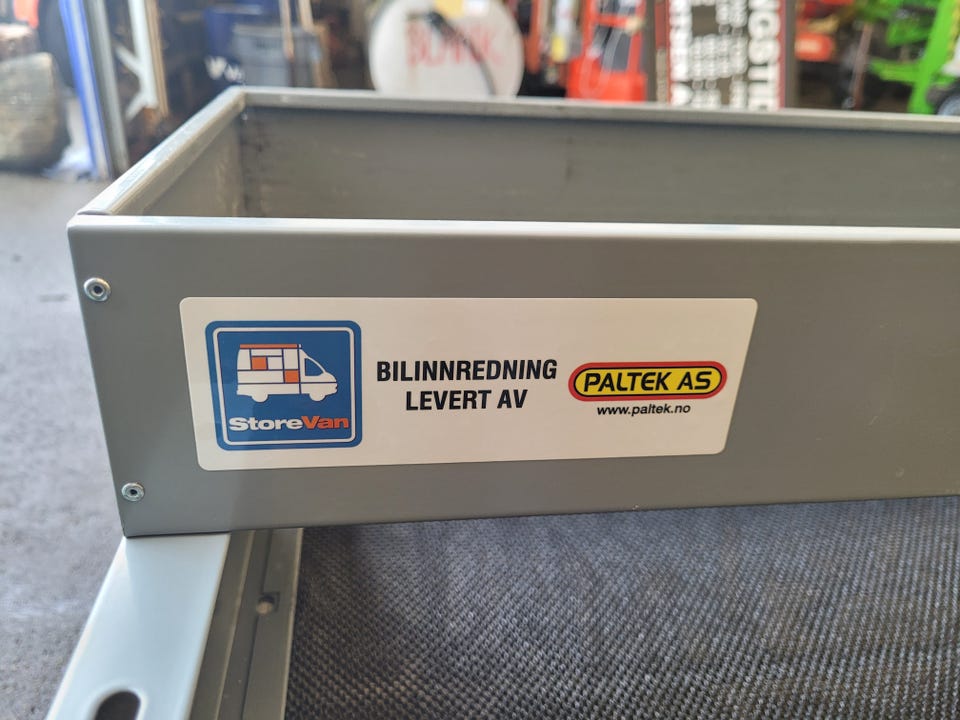 StoreVan
BILINNREDNING
LEVERT AV
PALTEK AS
www.paltek.no